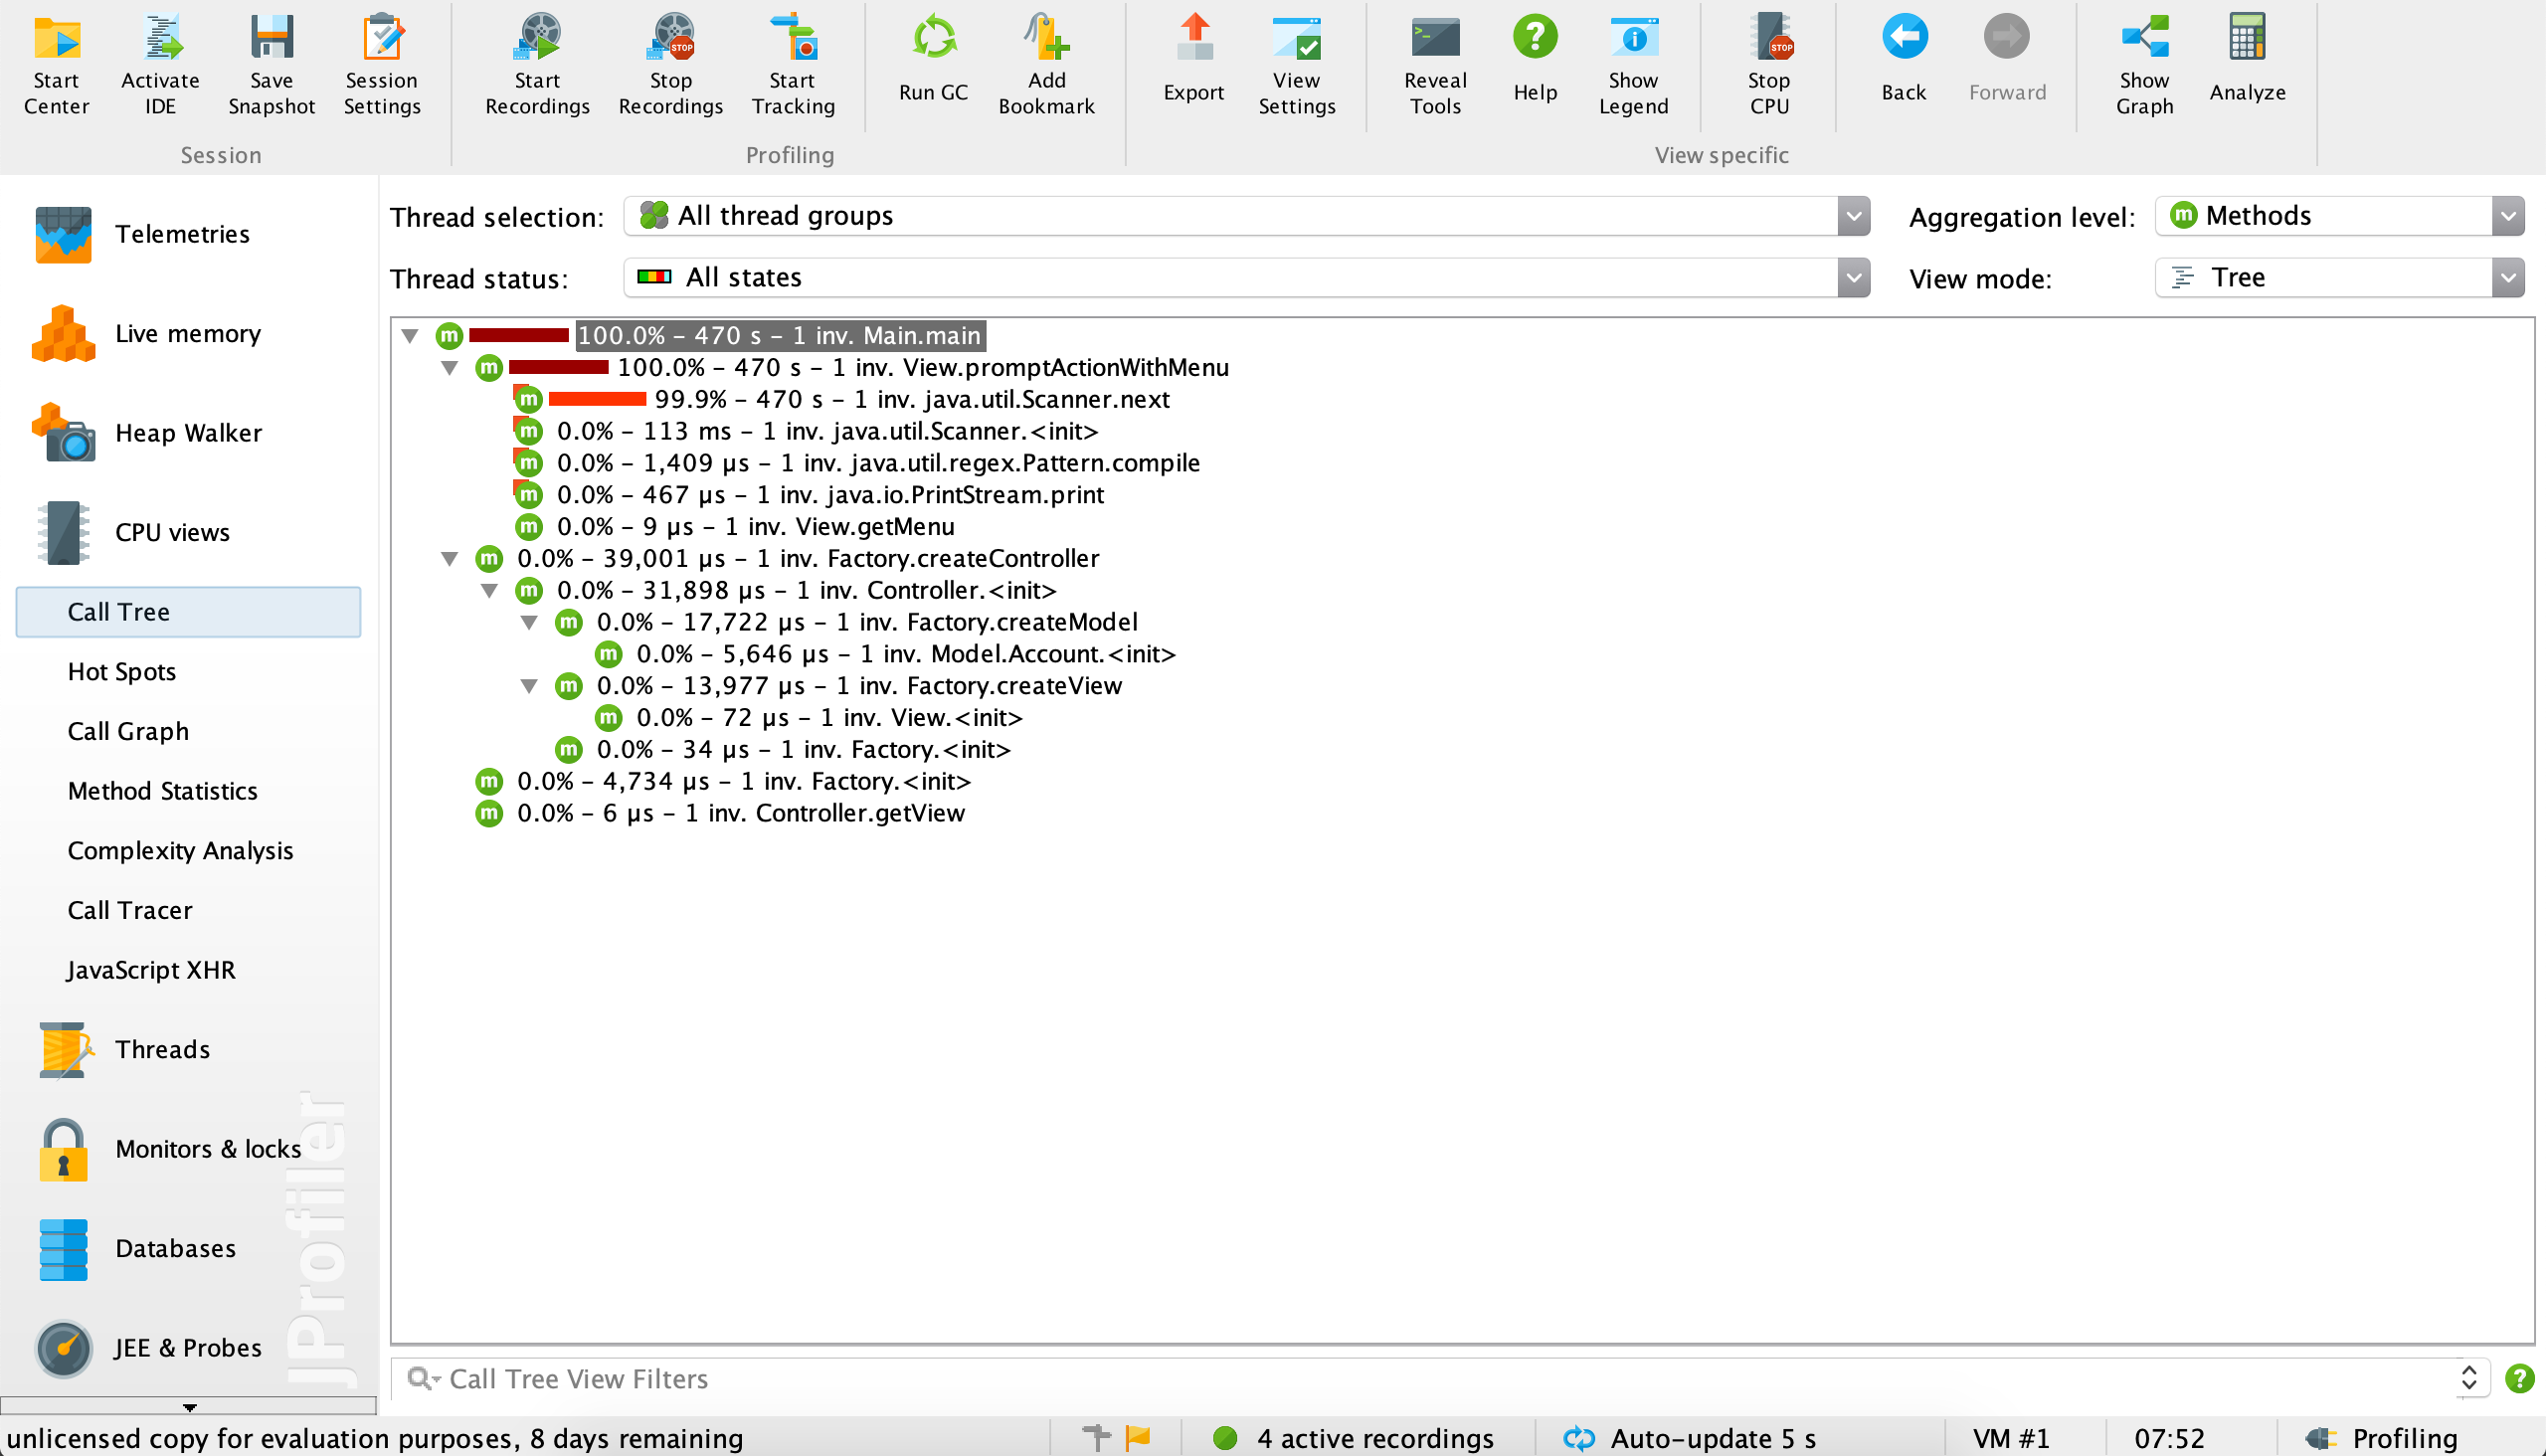 Start Center
Activate IDE
Save Snapshot
Session Settings
Start Recordings
Stop Recordings
Start Tracking
Run GC
Add Bookmark
Export
View Settings
Reveal Tools
Help
Show Legend
Stop CPU
Back
Forward
Show Graph
Analyze
Session
Profiling
View specific
Telemetries
Live memory
Heap Walker
CPU views
Call Tree
Hot Spots
Call Graph
Method Statistics
Complexity Analysis
Call Tracer
JavaScript XHR
Threads
Monitors & locks
Databases
JEE & Probes
JProfiler
Thread selection: All thread groups
Aggregation level: Methods
Thread status: All states
View mode: Tree
100.0% – 470 s – 1 inv. Main.main
100.0% – 470 s – 1 inv. View.promptActionWithMenu
99.9% – 470 s – 1 inv. java.util.Scanner.next
0.0% – 113 ms – 1 inv. java.util.Scanner.<init>
0.0% – 1,409 µs – 1 inv. java.util.regex.Pattern.compile
0.0% – 467 µs – 1 inv. java.io.PrintStream.print
0.0% – 9 µs – 1 inv. View.getMenu
0.0% – 39,001 µs – 1 inv. Factory.createController
0.0% – 31,898 µs – 1 inv. Controller.<init>
0.0% – 17,722 µs – 1 inv. Factory.createModel
0.0% – 5,646 µs – 1 inv. Model.Account.<init>
0.0% – 13,977 µs – 1 inv. Factory.createView
0.0% – 72 µs – 1 inv. View.<init>
0.0% – 34 µs – 1 inv. Factory.<init>
0.0% – 4,734 µs – 1 inv. Factory.<init>
0.0% – 6 µs – 1 inv. Controller.getView
Call Tree View Filters
unlicensed copy for evaluation purposes, 8 days remaining
4 active recordings
Auto-update 5 s
VM #1
07:52
Profiling